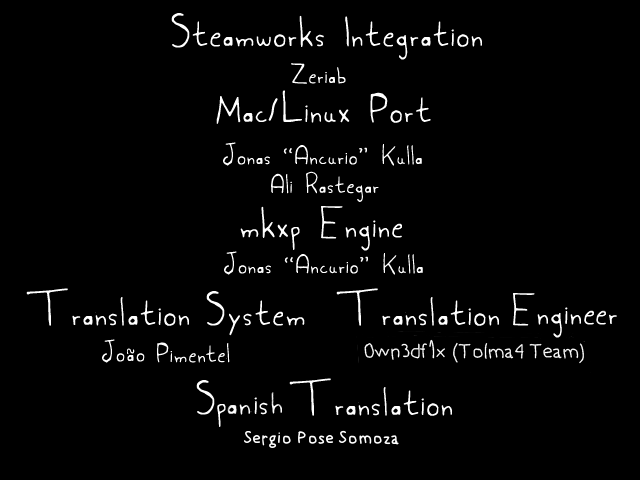 Steamworks Integration
Zeriab
Mac/Linux Port
Jonas "Ancurio" Kulla
Ali Rastegar
mkxp Engine
Jonas "Ancurio" Kulla
Translation System
João Pimentel
Translation Engineer
0wn3df1x (Tolma4 Team)
Spanish Translation
Sergio Pose Somoza